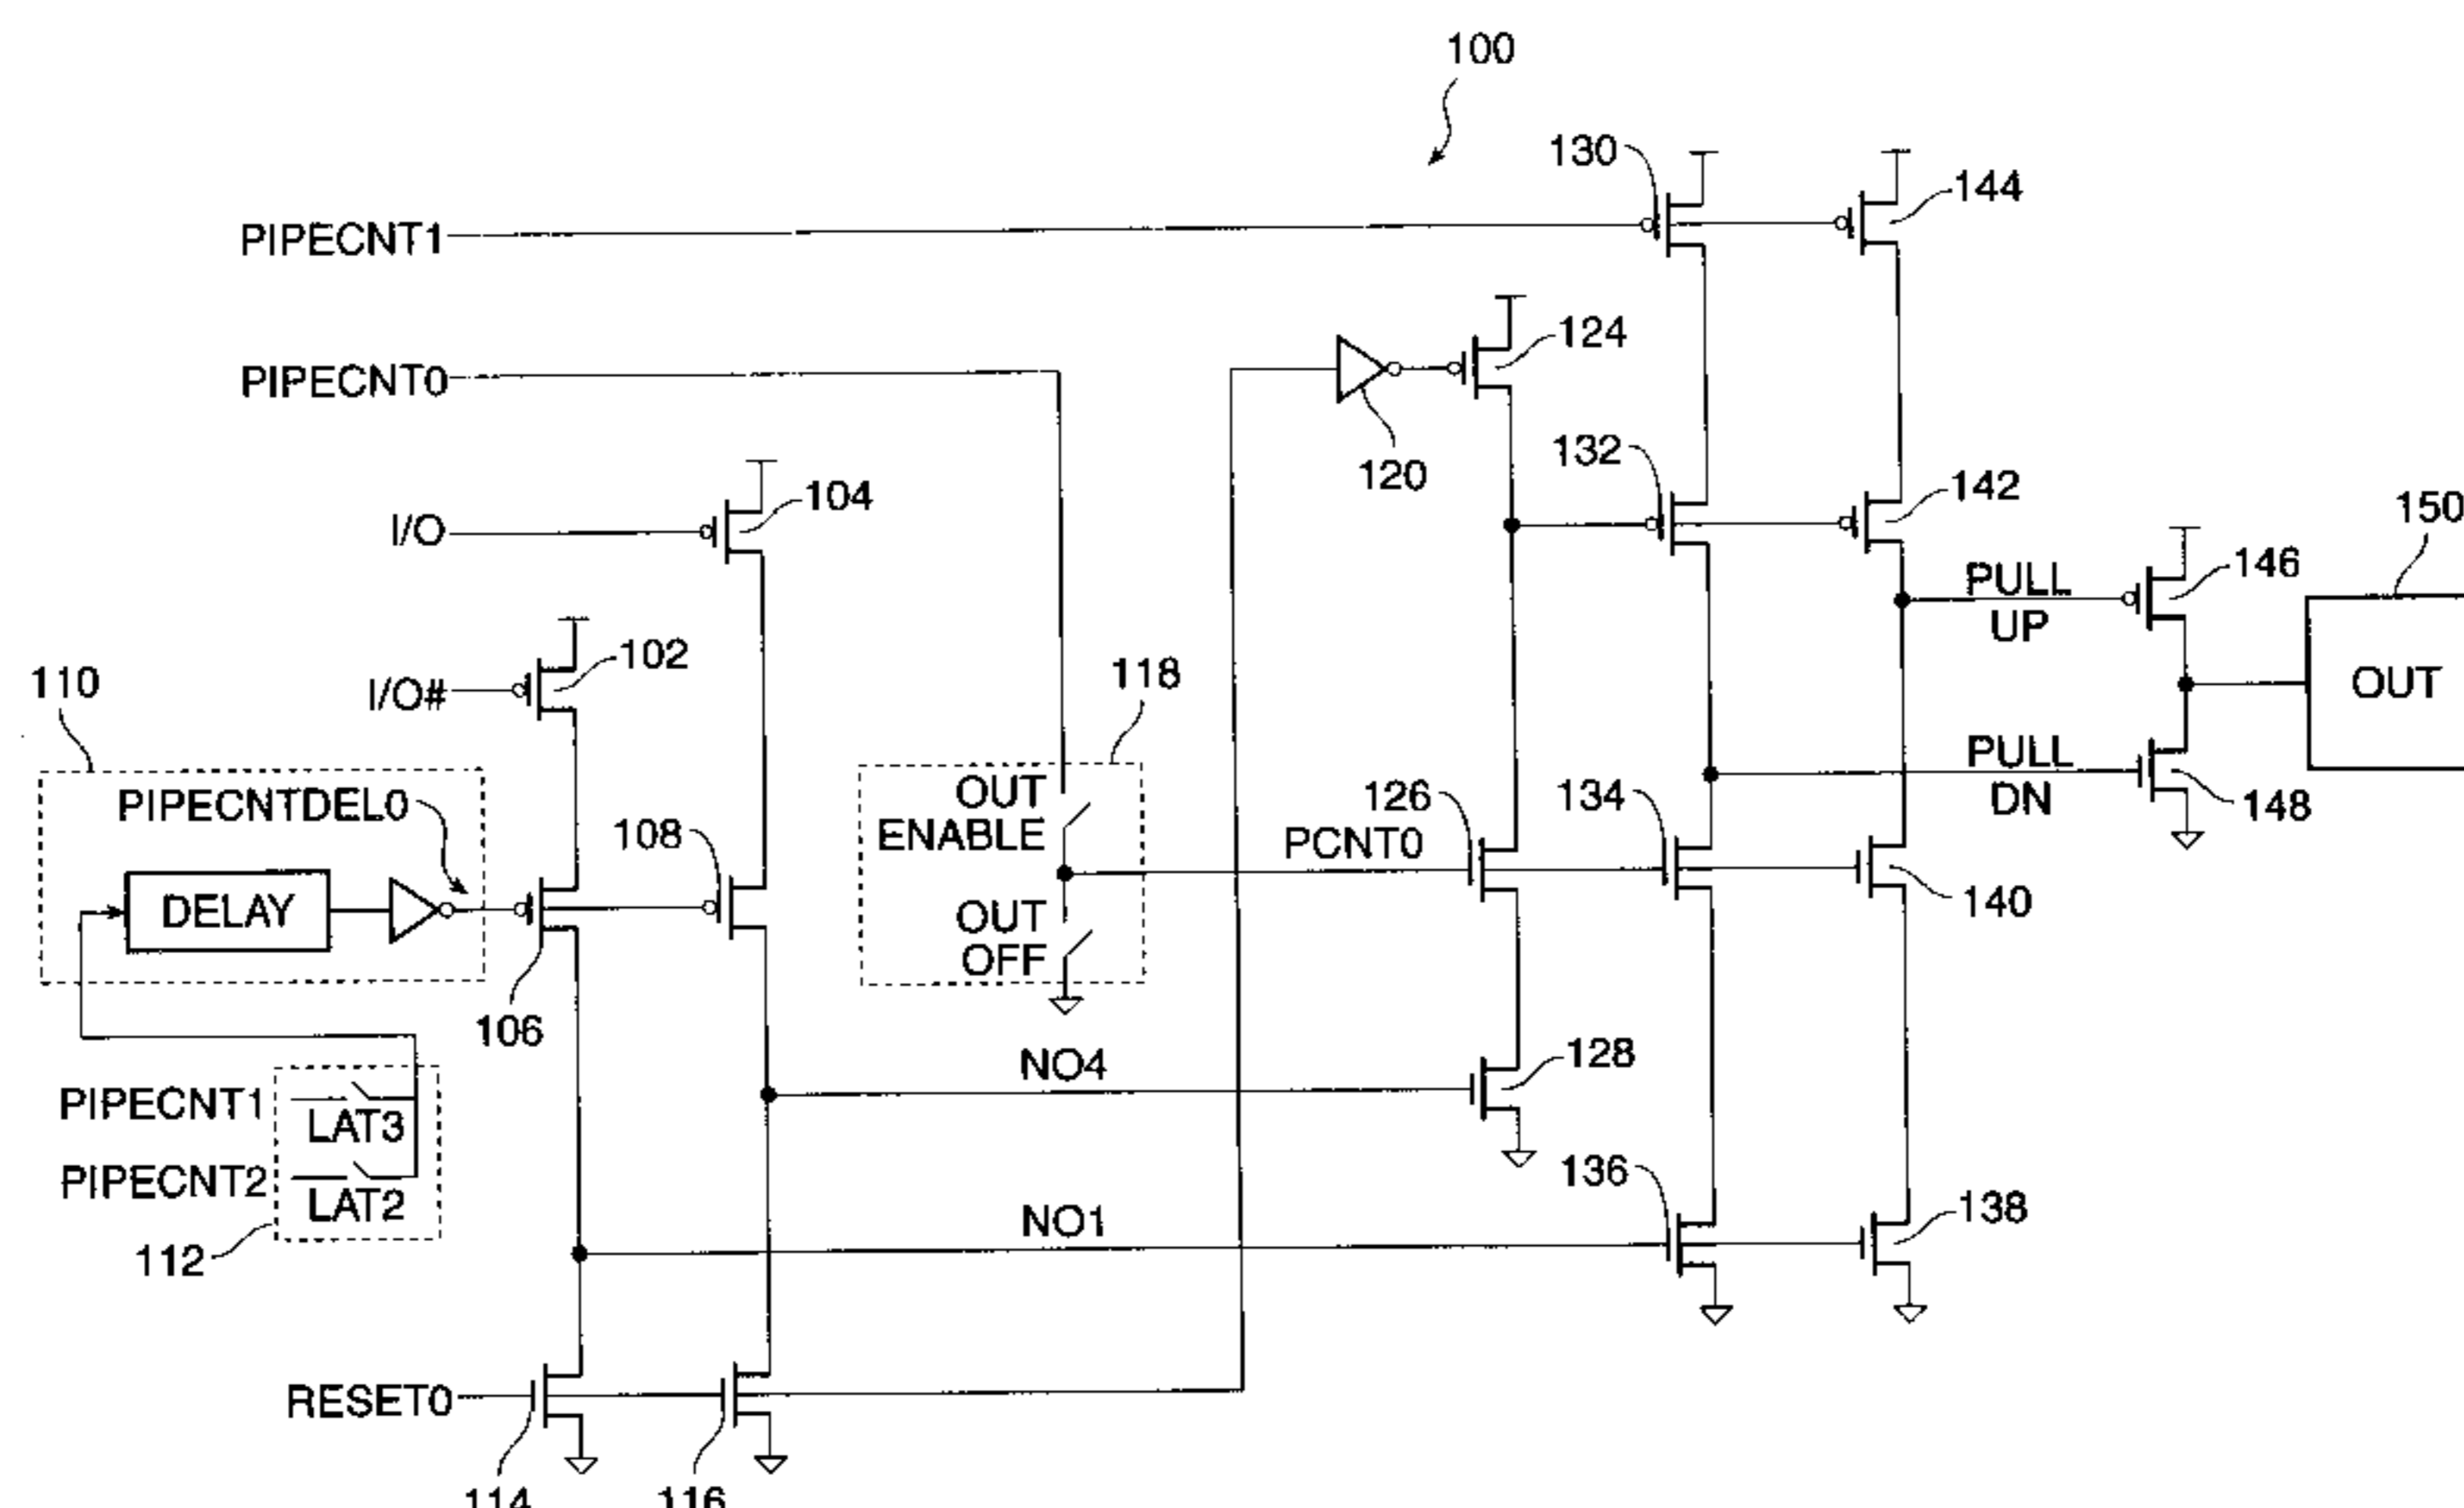 100
130
144
PIPECNT1
124
PIPECNT0
120
132
142
104
I/O
150
PULL
UP
146
102
I/O#
118
OUT
110
PIPECNTDEL0
108
OUT
ENABLE
126
PCNT0
134
PULL
DN
148
DELAY
OUT
OFF
140
106
NO4
128
PIPECNT1
LAT3
PIPECNT2
LAT2
112
NO1
136
138
RESET0
114
116